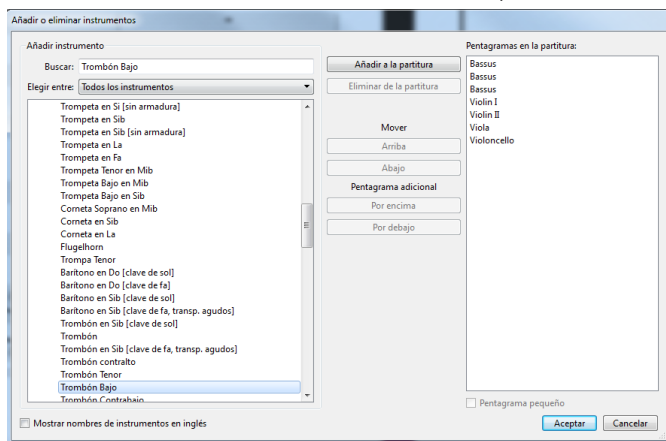 Añadir o eliminar instrumentos
Añadir instrumento
Buscar: Trombón Bajo
Elegir entre: Todos los instrumentos
Trompeta en Si [sin armadura]
Trompeta en Sib
Trompeta en Sib [sin armadura]
Trompeta en La
Trompeta en Fa
Trompeta Tenor en Mib
Trompeta Bajo en Mib
Trompeta Bajo en Sib
Corneta Soprano en Mib
Corneta en Sib
Corneta en La
Flugelhorn
Trompa Tenor
Barítono en Do [clave de sol]
Barítono en Do [clave de fa]
Barítono en Sib [clave de sol]
Barítono en Sib [clave de fa, transp. agudos]
Trombón en Sib [clave de sol]
Trombón
Trombón en Sib [clave de fa, transp. agudos]
Trombón contralto
Trombón Tenor
Trombón Bajo
Trombón Contrabajo
Mostrar nombres de instrumentos en inglés
Añadir a la partitura
Eliminar de la partitura
Mover
Arriba
Abajo
Pentagrama adicional
Por encima
Por debajo
Pentagramas en la partitura:
Bassus
Bassus
Bassus
Violin I
Violin II
Viola
Violoncello
Pentagrama pequeño
Aceptar
Cancelar